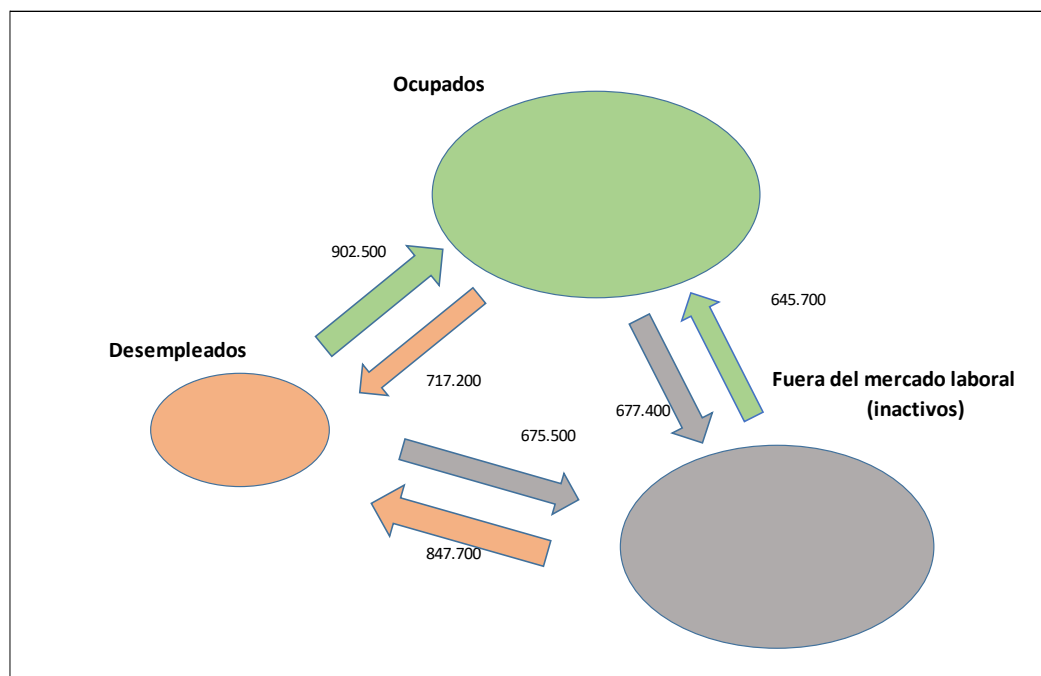 Ocupados
902.500
645.700
Desempleados
717.200
Fuera del mercado laboral
(inactivos)
677.400
675.500
847.700